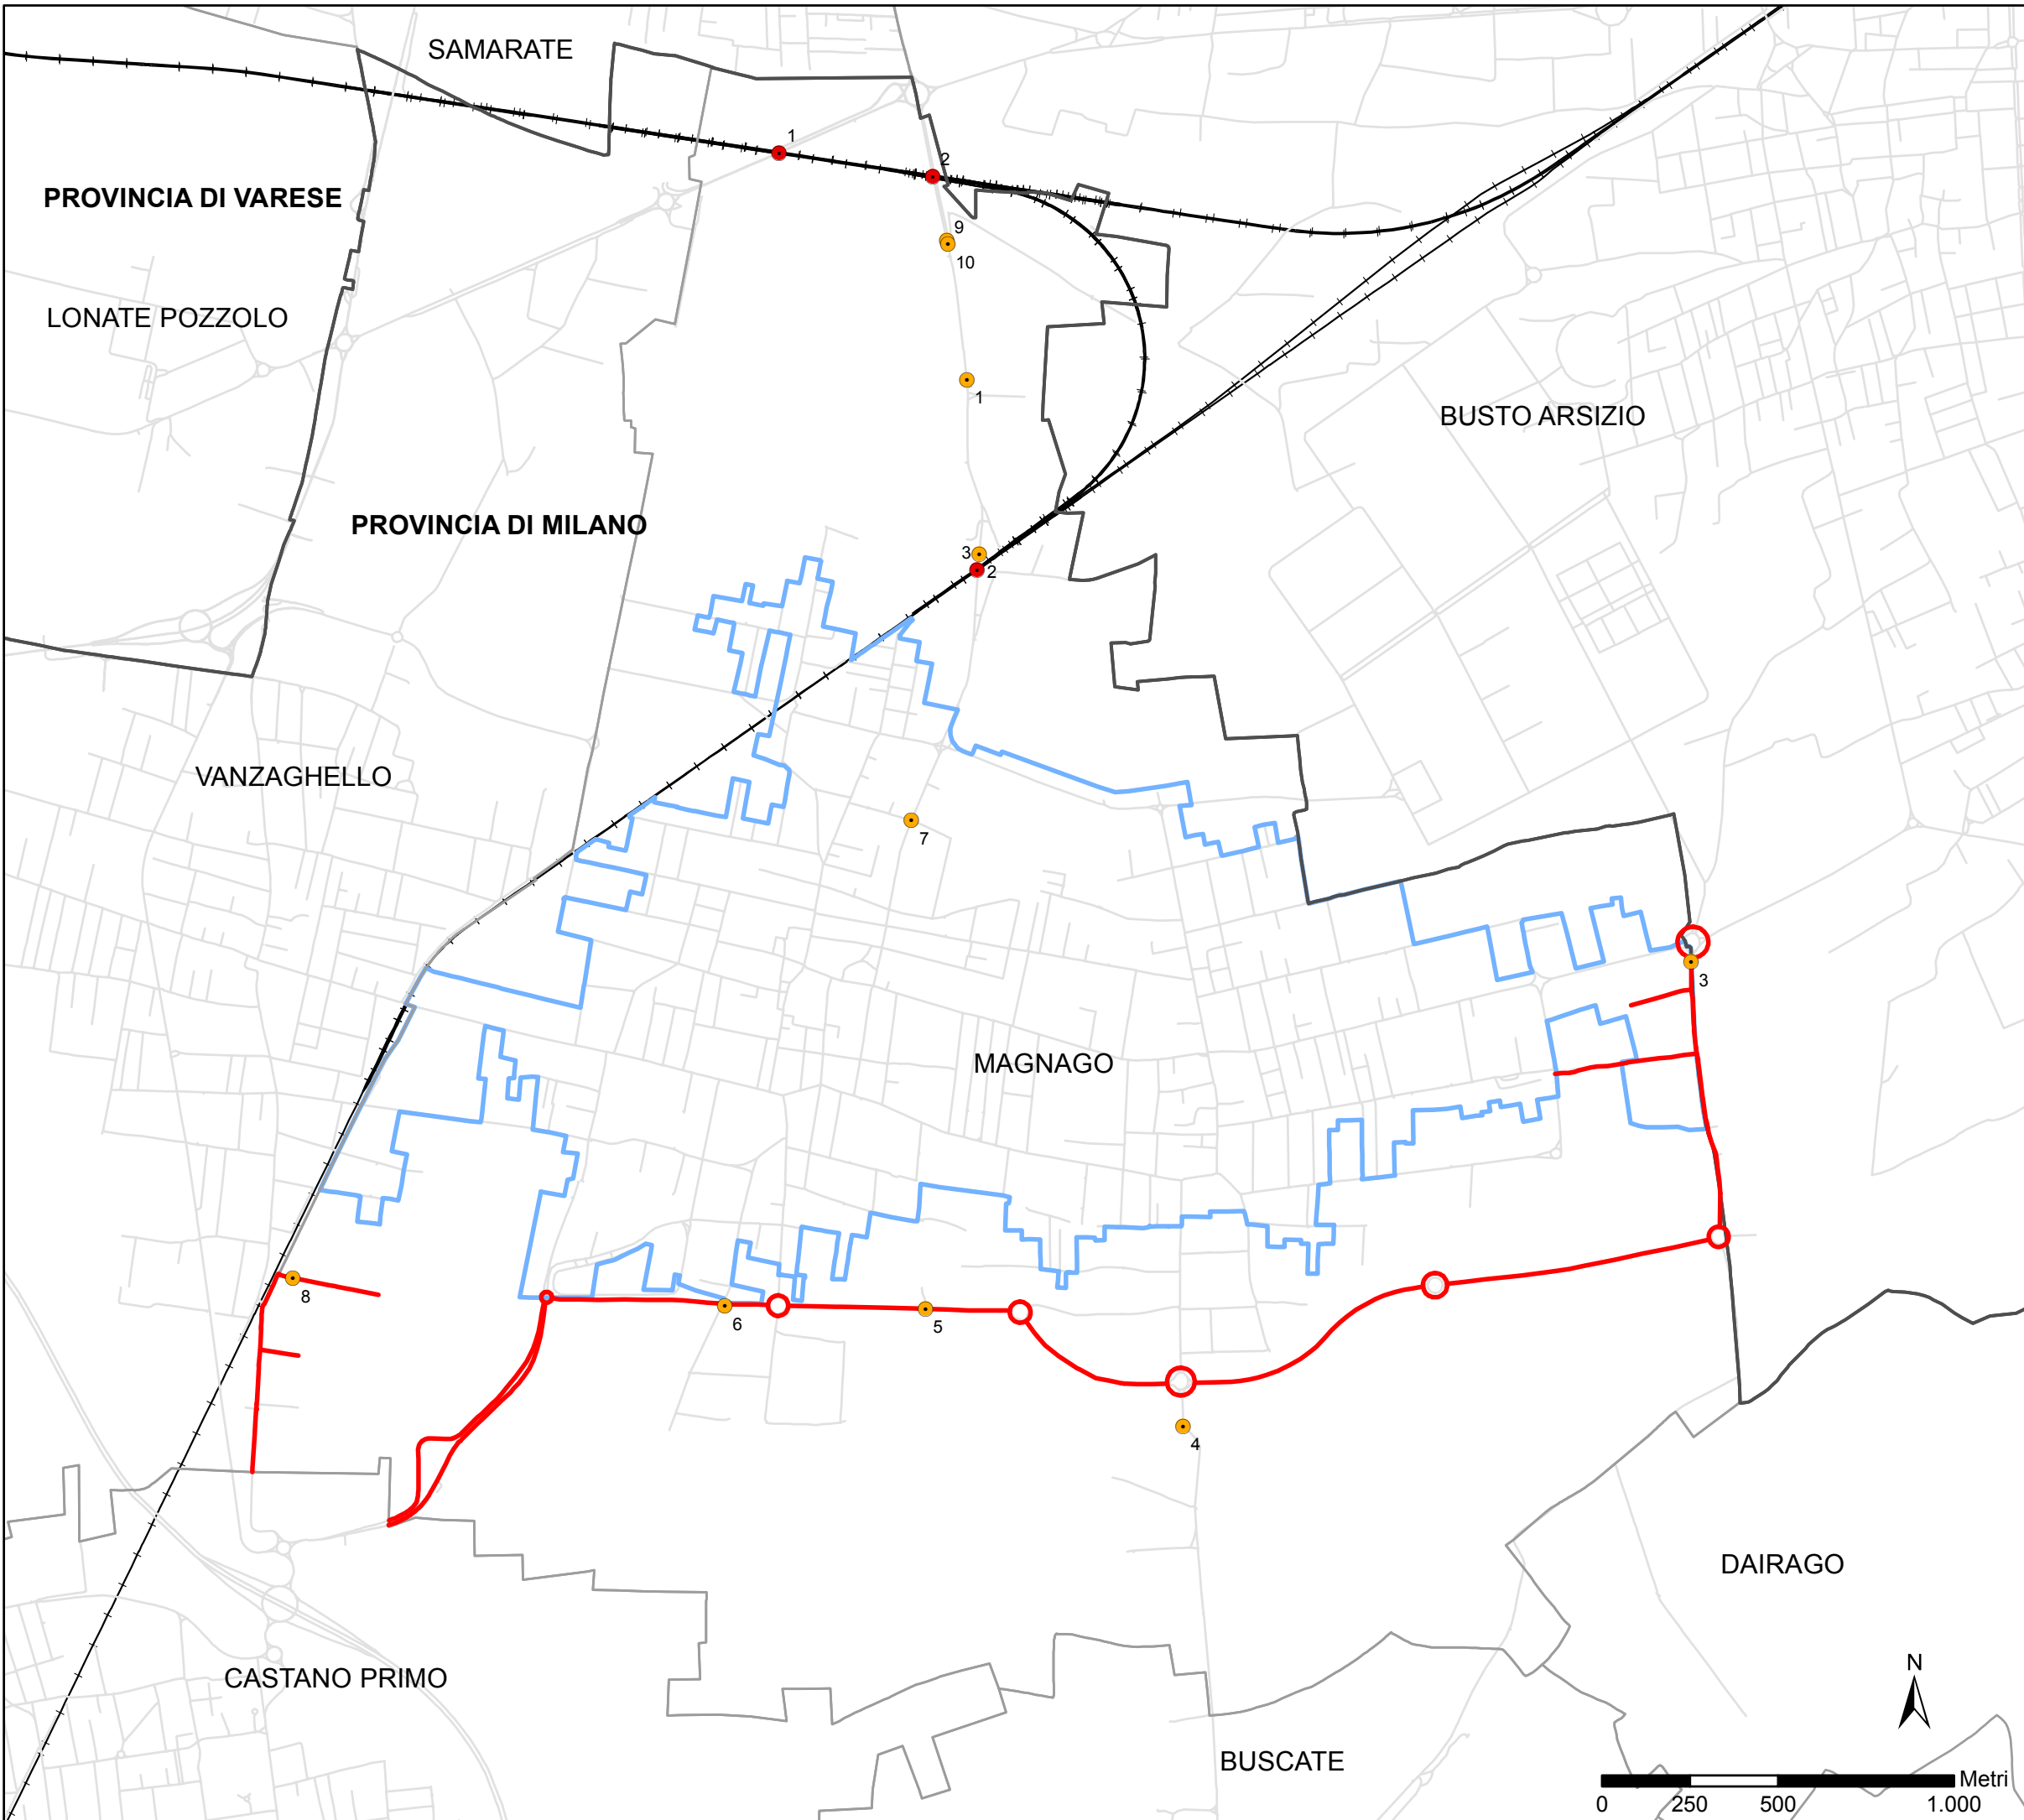 SAMARATE
1
2
PROVINCIA DI VARESE
9
10
LONATE POZZOLO
1
BUSTO ARSIZIO
PROVINCIA DI MILANO
3
2
VANZAGHELLO
7
3
MAGNAGO
8
6
5
4
DAIRAGO
CASTANO PRIMO
N
BUSCATE
Metri
0 250 500 1.000